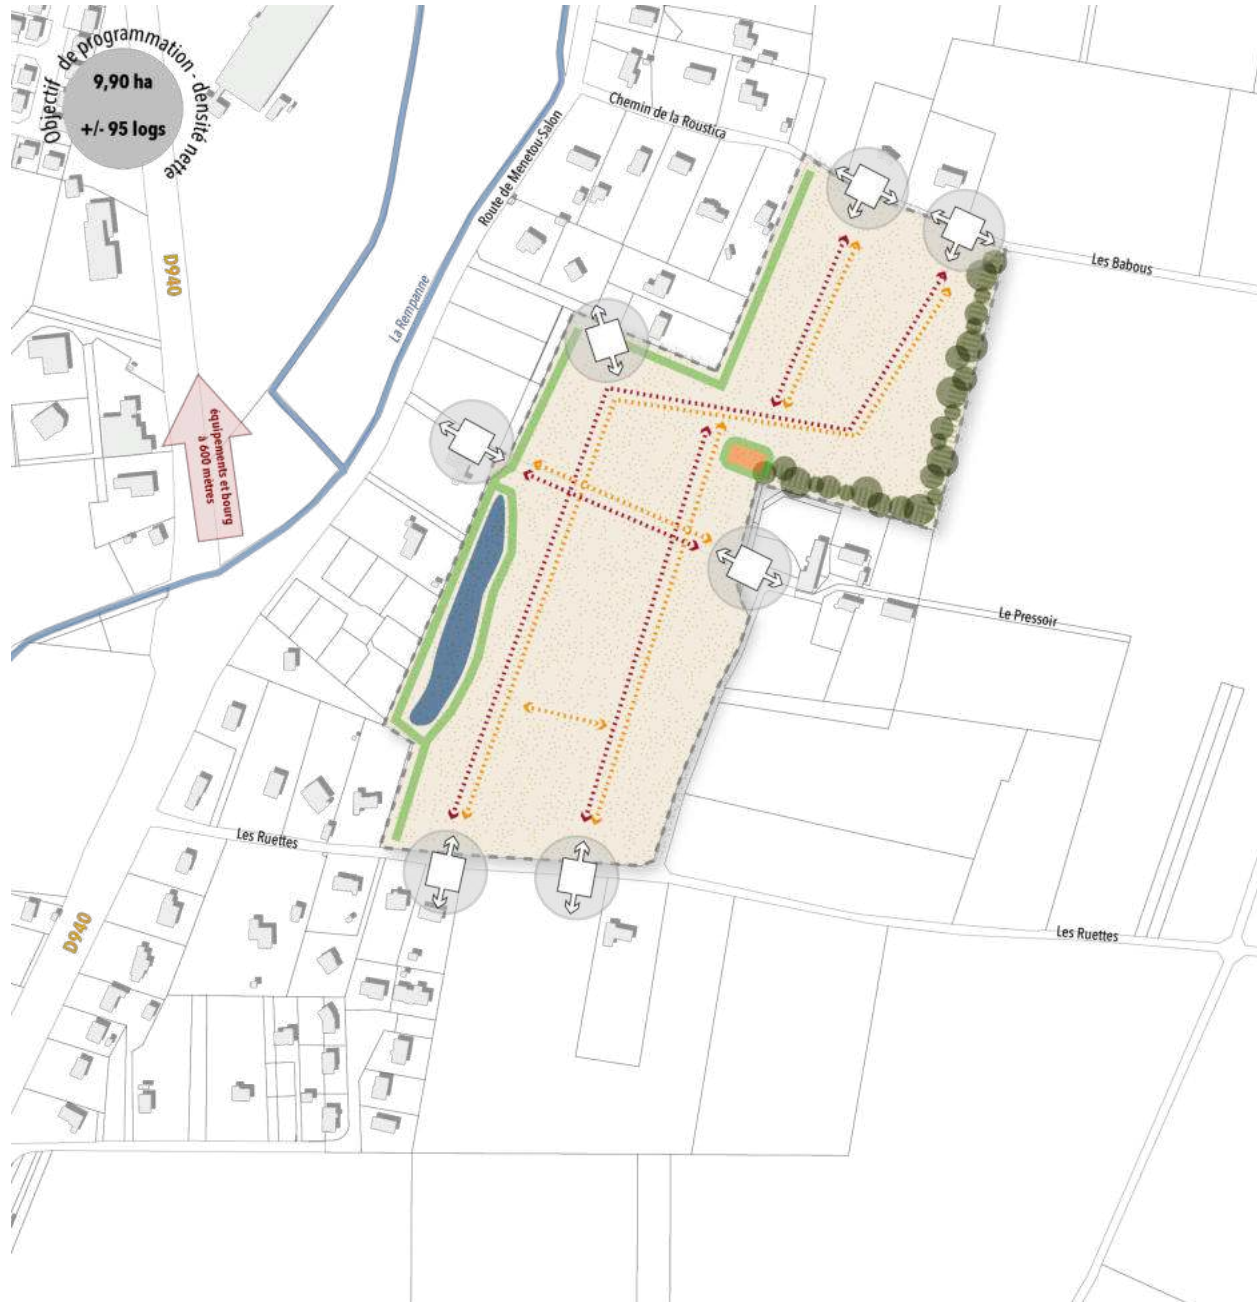 Objectif de programmation - densité nette
9,90 ha
+/- 95 logs
Chemin de la Roustica
Route de Menetou-Salon
Les Babous
D940
La Rempanne
équipements et bourg
à 600 mètres
Le Pressoir
Les Ruettes
D940
Les Ruettes